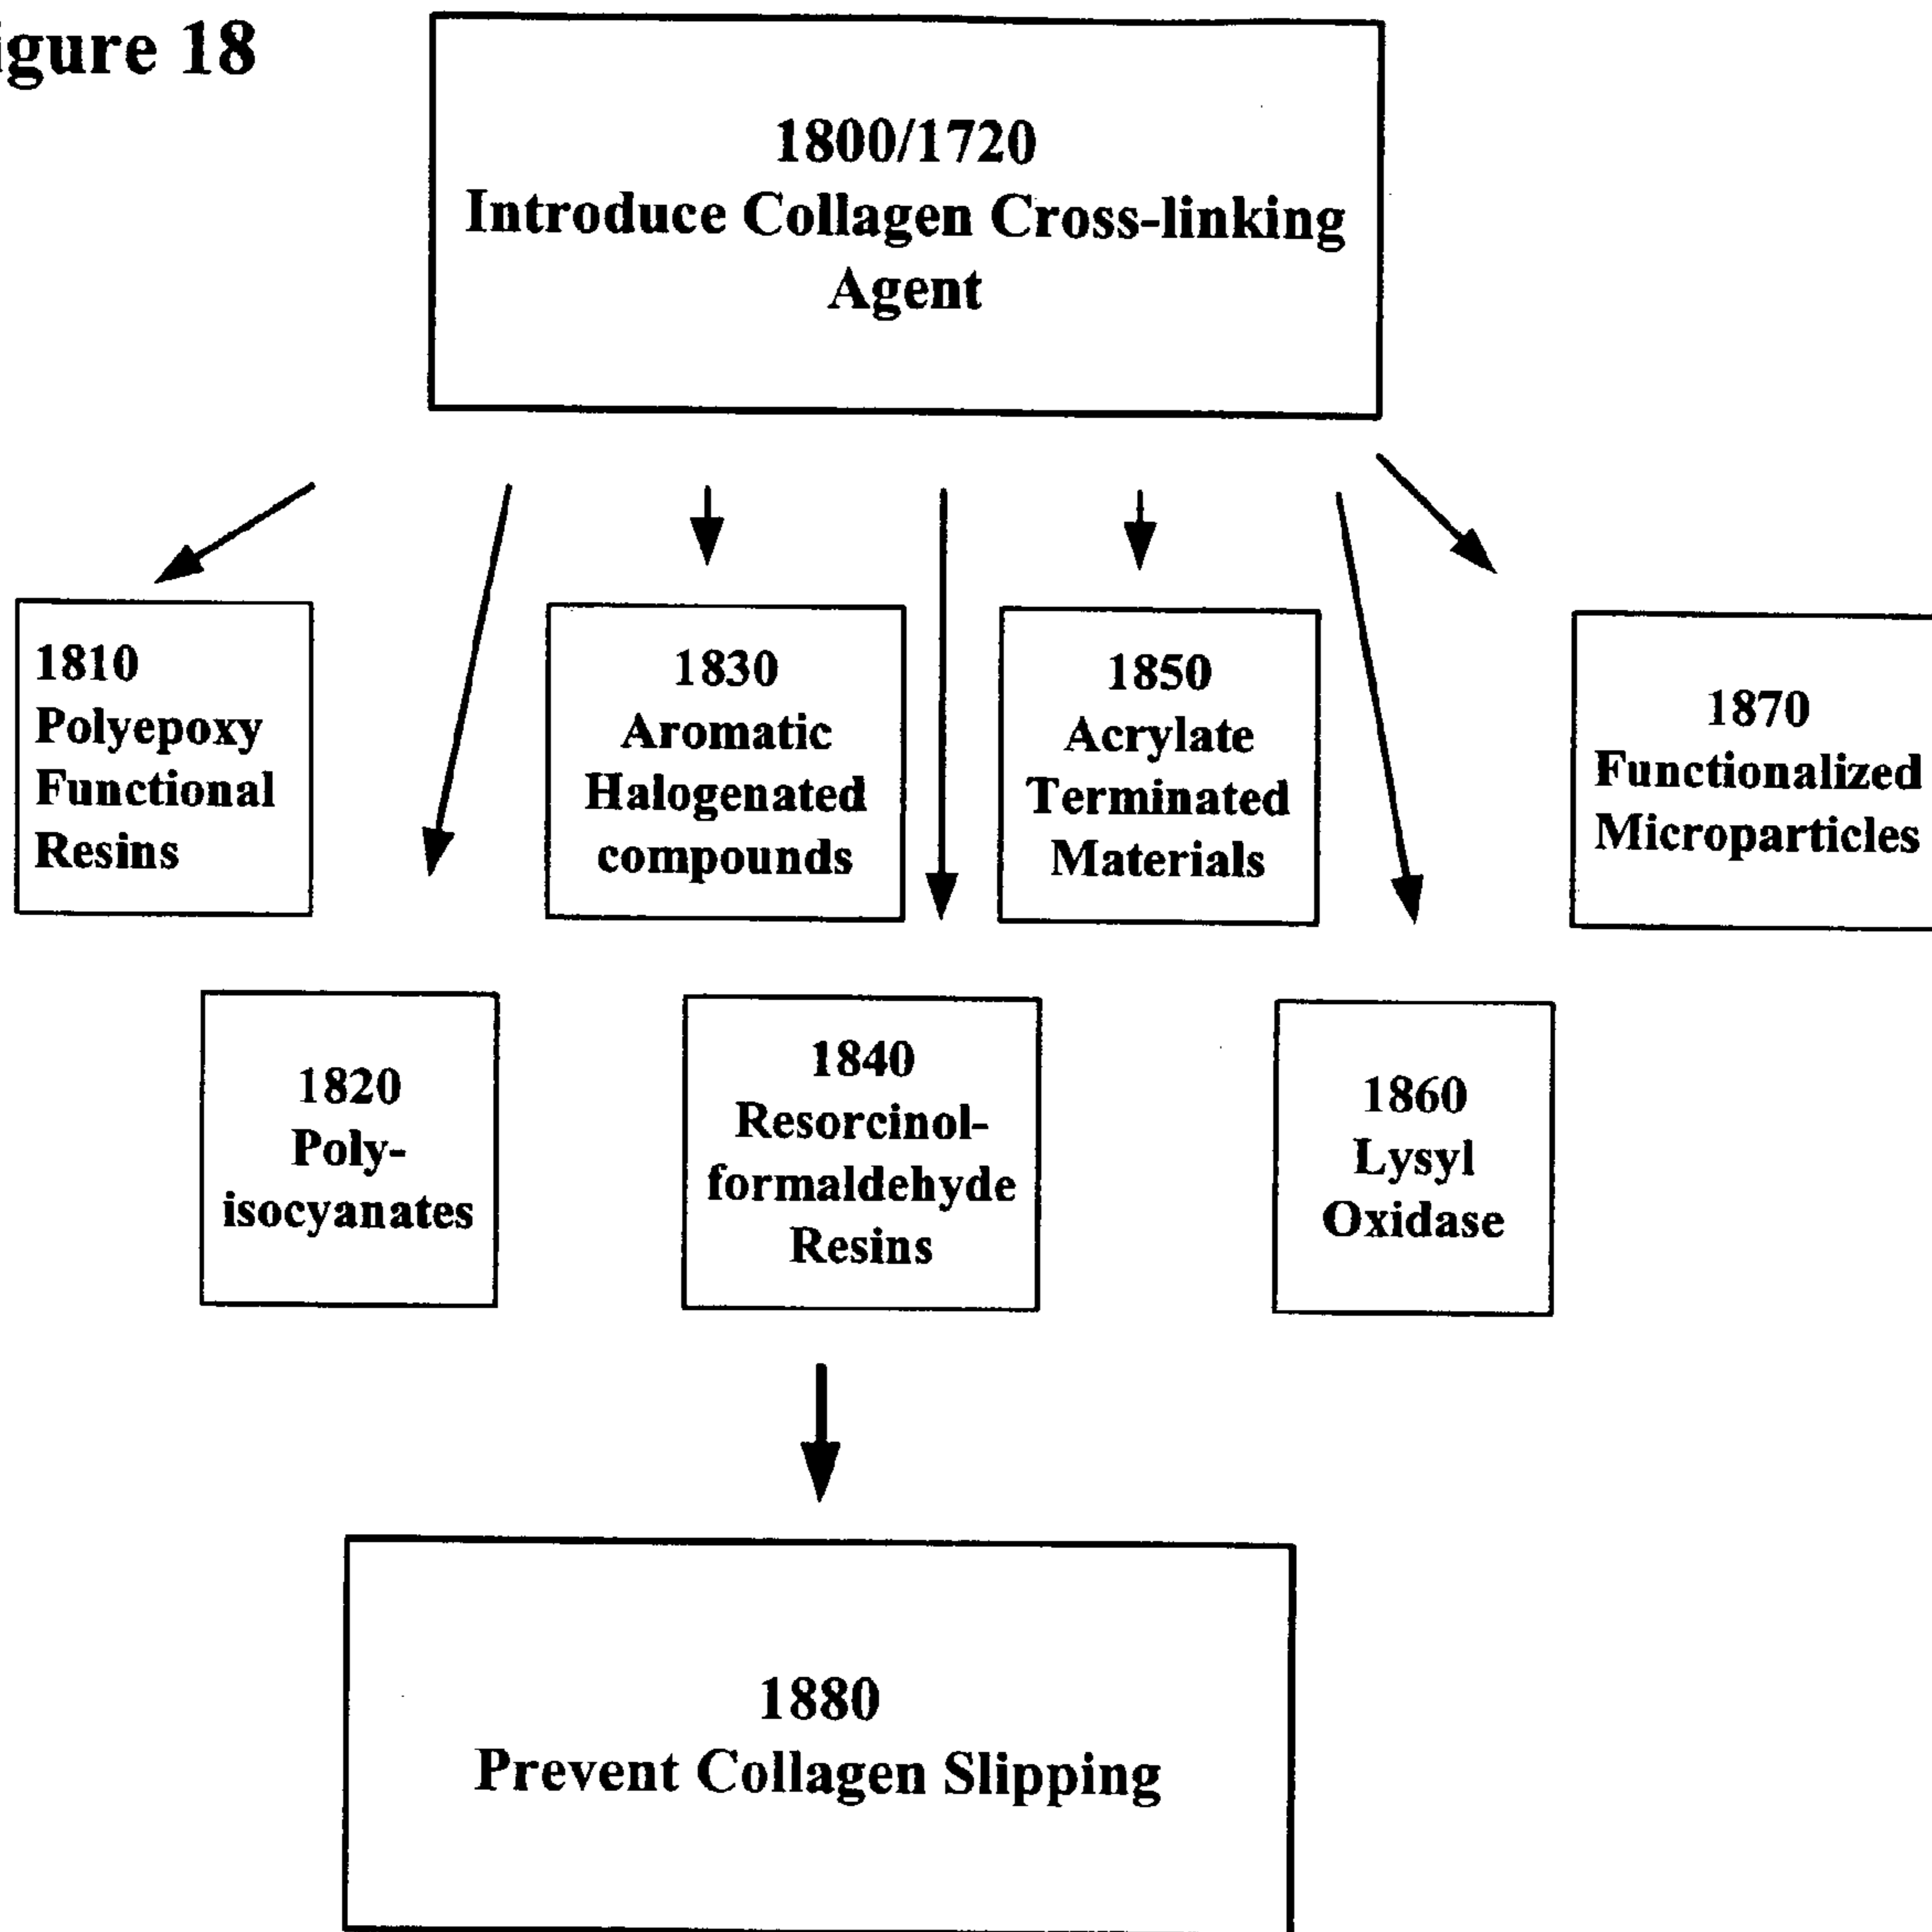 igure 18
1800/1720
Introduce Collagen Cross-linking
Agent
1810
Polyepoxy
Functional
Resins
1830
Aromatic
Halogenated
compounds
1850
Acrylate
Terminated
Materials
1870
Functionalized
Microparticles
1820
Poly-
isocyanates
1840
Resorcinol-
formaldehyde
Resins
1860
Lysyl
Oxidase
1880
Prevent Collagen Slipping